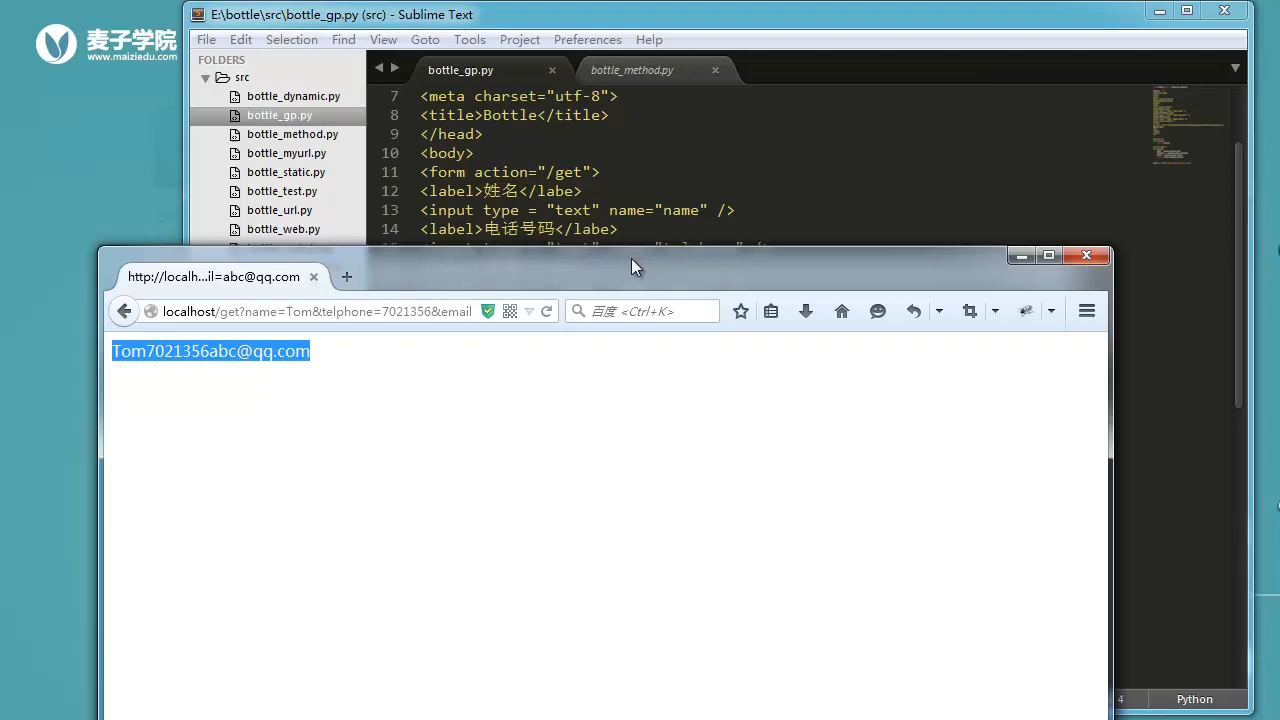 麦子学院
www.maiziedu.com
E:\bottle\src\bottle_gp.py (src) - Sublime Text
File Edit Selection Find View Goto Tools Project Preferences Help
FOLDERS
src
bottle_dynamic.py
bottle_gp.py
bottle_method.py
bottle_myurl.py
bottle_static.py
bottle_test.py
bottle_url.py
bottle_web.py
bottle_gp.py
bottle_method.py
7 <meta charset="utf-8">
8 <title>Bottle</title>
9 </head>
10 <body>
11 <form action="/get">
12 <label>姓名</labe>
13 <input type = "text" name="name" />
14 <label>电话号码</labe>
http://localh...il=abc@qq.com
localhost/get?name=Tom&telphone=7021356&email
百度 <Ctrl+K>
Tom7021356abc@qq.com
4
Python